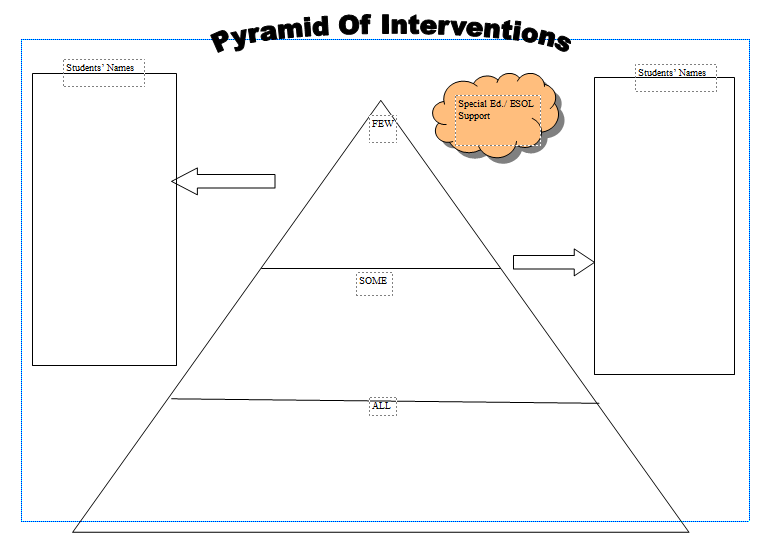 Pyramid Of Interventions
Students’ Names
Students’ Names
Special Ed./ ESOL
Support
FEW
SOME
ALL